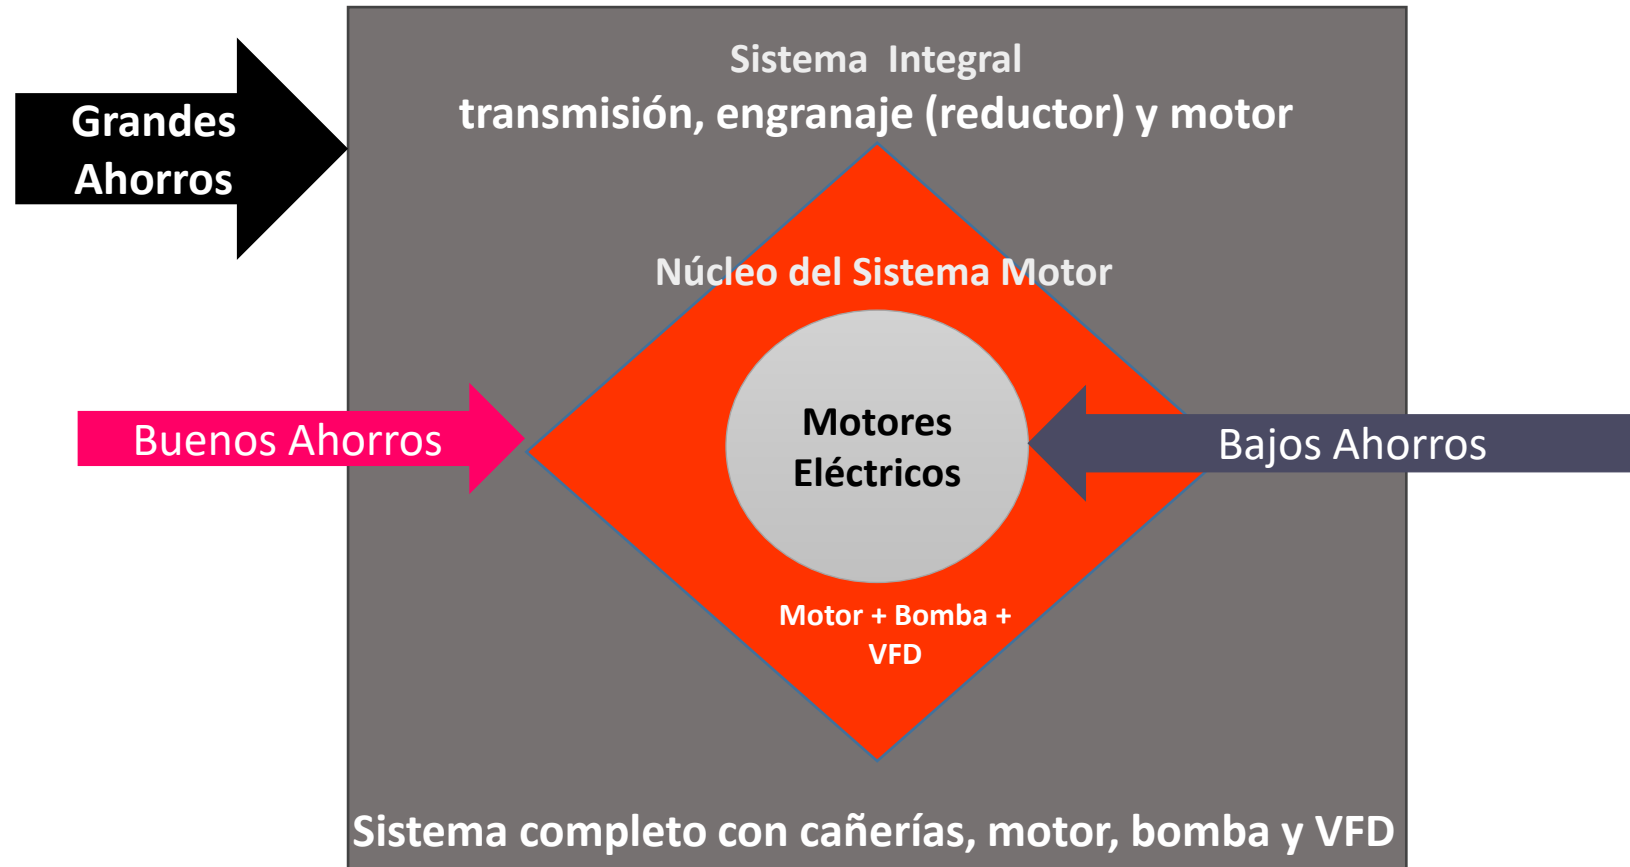 Sistema Integral
transmisión, engranaje (reductor) y motor
Grandes
Ahorros
Núcleo del Sistema Motor
Buenos Ahorros
Motores
Eléctricos
Bajos Ahorros
Motor + Bomba +
VFD
Sistema completo con cañerías, motor, bomba y VFD